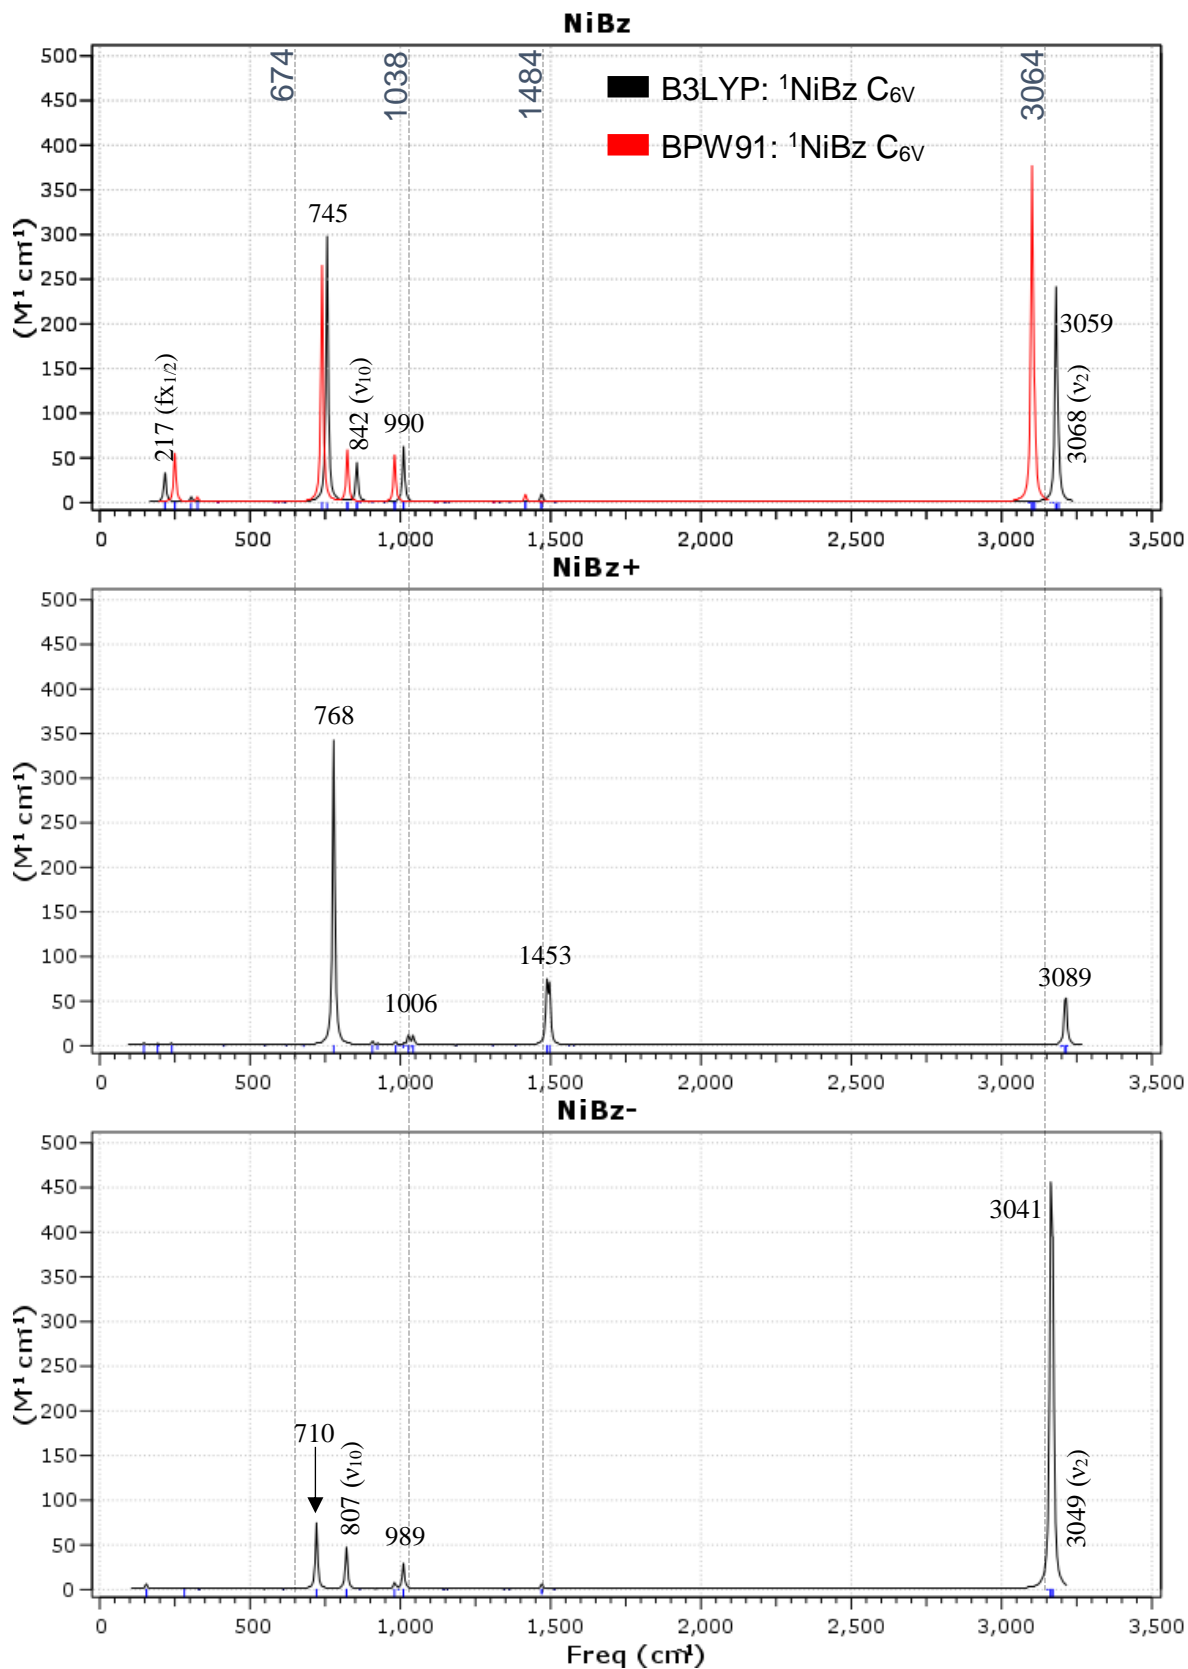 NiBz
674
1038
1484
3064
B3LYP: ¹NiBz C6V
BPW91: ¹NiBz C6V
500
450
400
350
300
250
200
150
100
50
0
(M⁻¹ cm⁻¹)
217 (fx1/2)
745
842 (ν10)
990
3059
3068 (ν2)
0 500 1,000 1,500 2,000 2,500 3,000 3,500
NiBz+
500
450
400
350
300
250
200
150
100
50
0
(M⁻¹ cm⁻¹)
768
1006
1453
3089
0 500 1,000 1,500 2,000 2,500 3,000 3,500
NiBz-
500
450
400
350
300
250
200
150
100
50
0
(M⁻¹ cm⁻¹)
710
807 (ν10)
989
3041
3049 (ν2)
0 500 1,000 1,500 2,000 2,500 3,000 3,500
Freq (cm⁻¹)